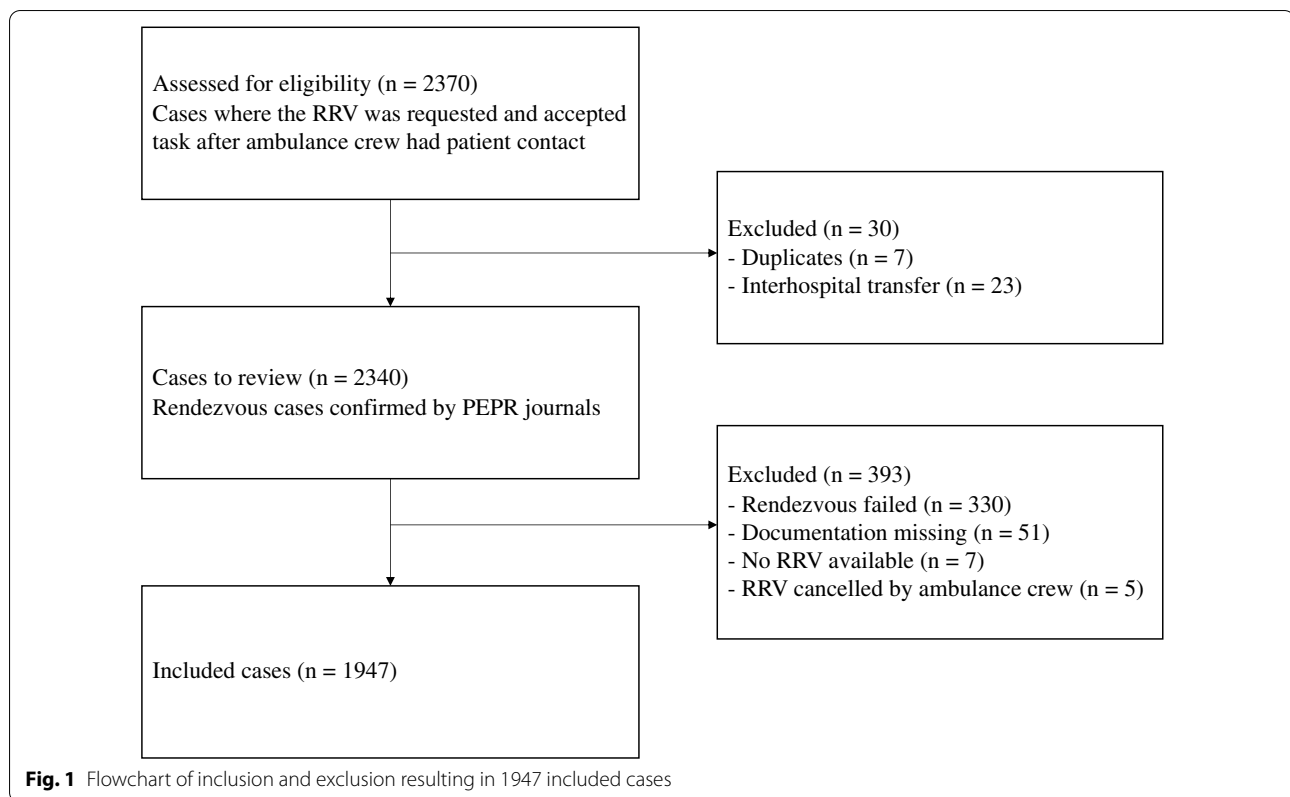 Assessed for eligibility (n = 2370)
Cases where the RRV was requested and accepted
task after ambulance crew had patient contact
Excluded (n = 30)
- Duplicates (n = 7)
- Interhospital transfer (n = 23)
Cases to review (n = 2340)
Rendezvous cases confirmed by PEPR journals
Excluded (n = 393)
- Rendezvous failed (n = 330)
- Documentation missing (n = 51)
- No RRV available (n = 7)
- RRV cancelled by ambulance crew (n = 5)
Included cases (n = 1947)
Fig. 1 Flowchart of inclusion and exclusion resulting in 1947 included cases